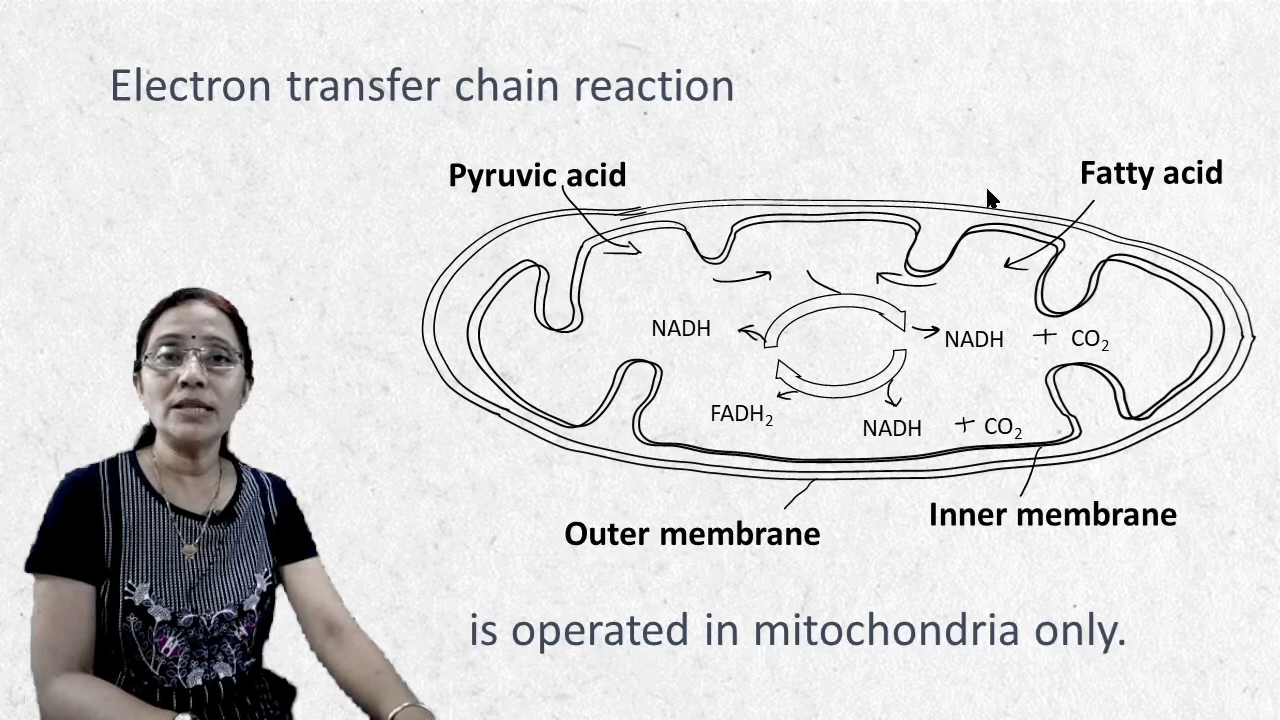 Electron transfer chain reaction
Pyruvic acid
Fatty acid
NADH
NADH + CO₂
FADH₂
NADH + CO₂
Outer membrane
Inner membrane
is operated in mitochondria only.